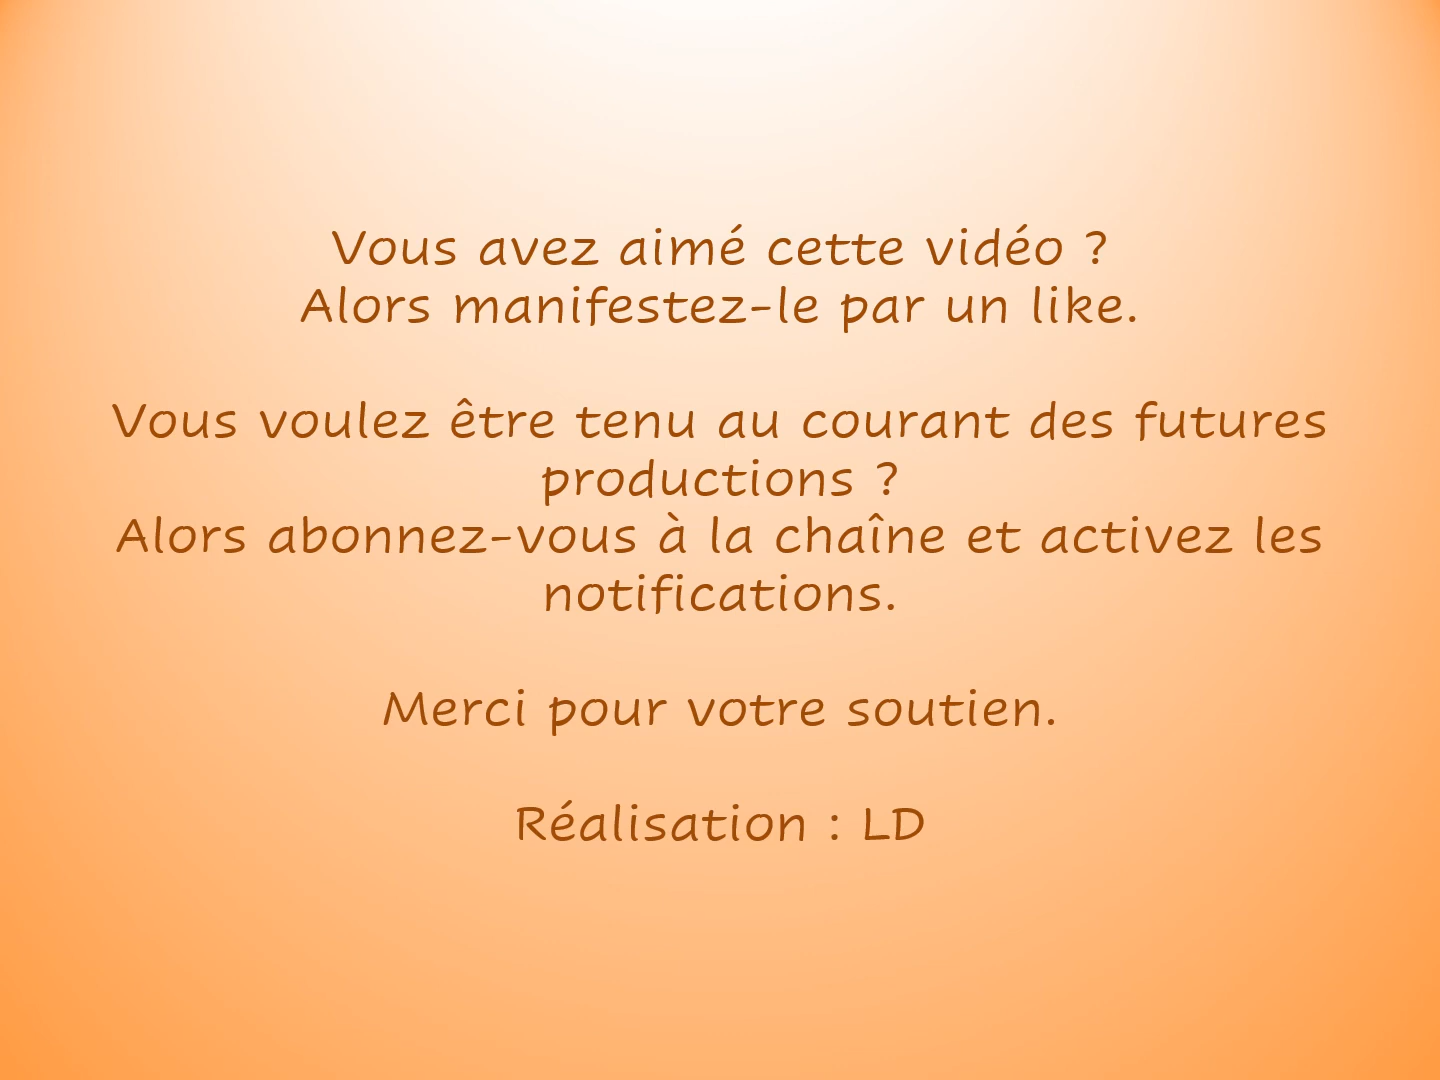 Vous avez aimé cette vidéo ?
Alors manifestez-le par un like.
Vous voulez être tenu au courant des futures
productions ?
Alors abonnez-vous à la chaîne et activez les
notifications.
Merci pour votre soutien.
Réalisation : LD